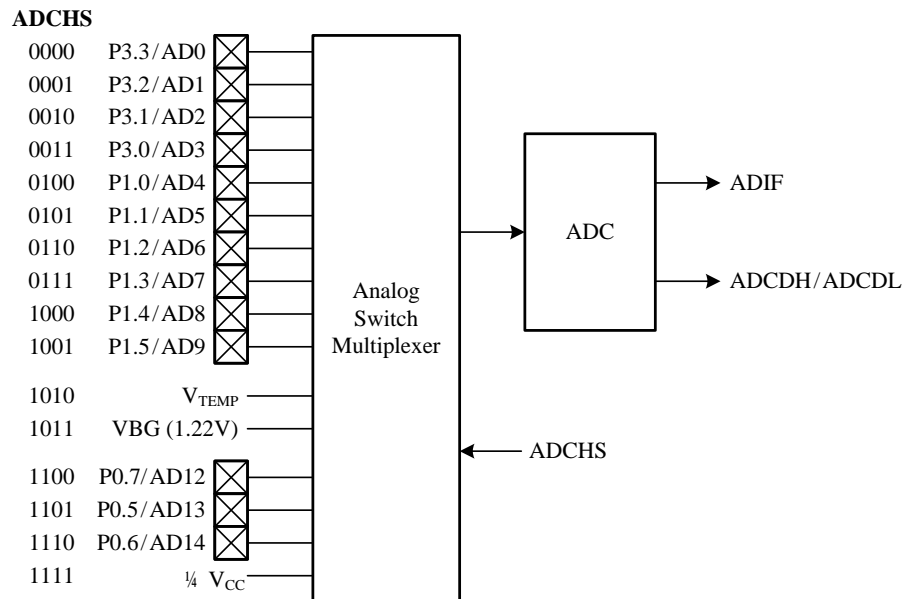 ADCHS
0000 P3.3/AD0
0001 P3.2/AD1
0010 P3.1/AD2
0011 P3.0/AD3
0100 P1.0/AD4
0101 P1.1/AD5
0110 P1.2/AD6
0111 P1.3/AD7
1000 P1.4/AD8
1001 P1.5/AD9
1010 VTEMP
1011 VBG (1.22V)
1100 P0.7/AD12
1101 P0.5/AD13
1110 P0.6/AD14
1111 ¼ VCC
Analog
Switch
Multiplexer
ADC
ADIF
ADCDH/ADCDL
ADCHS